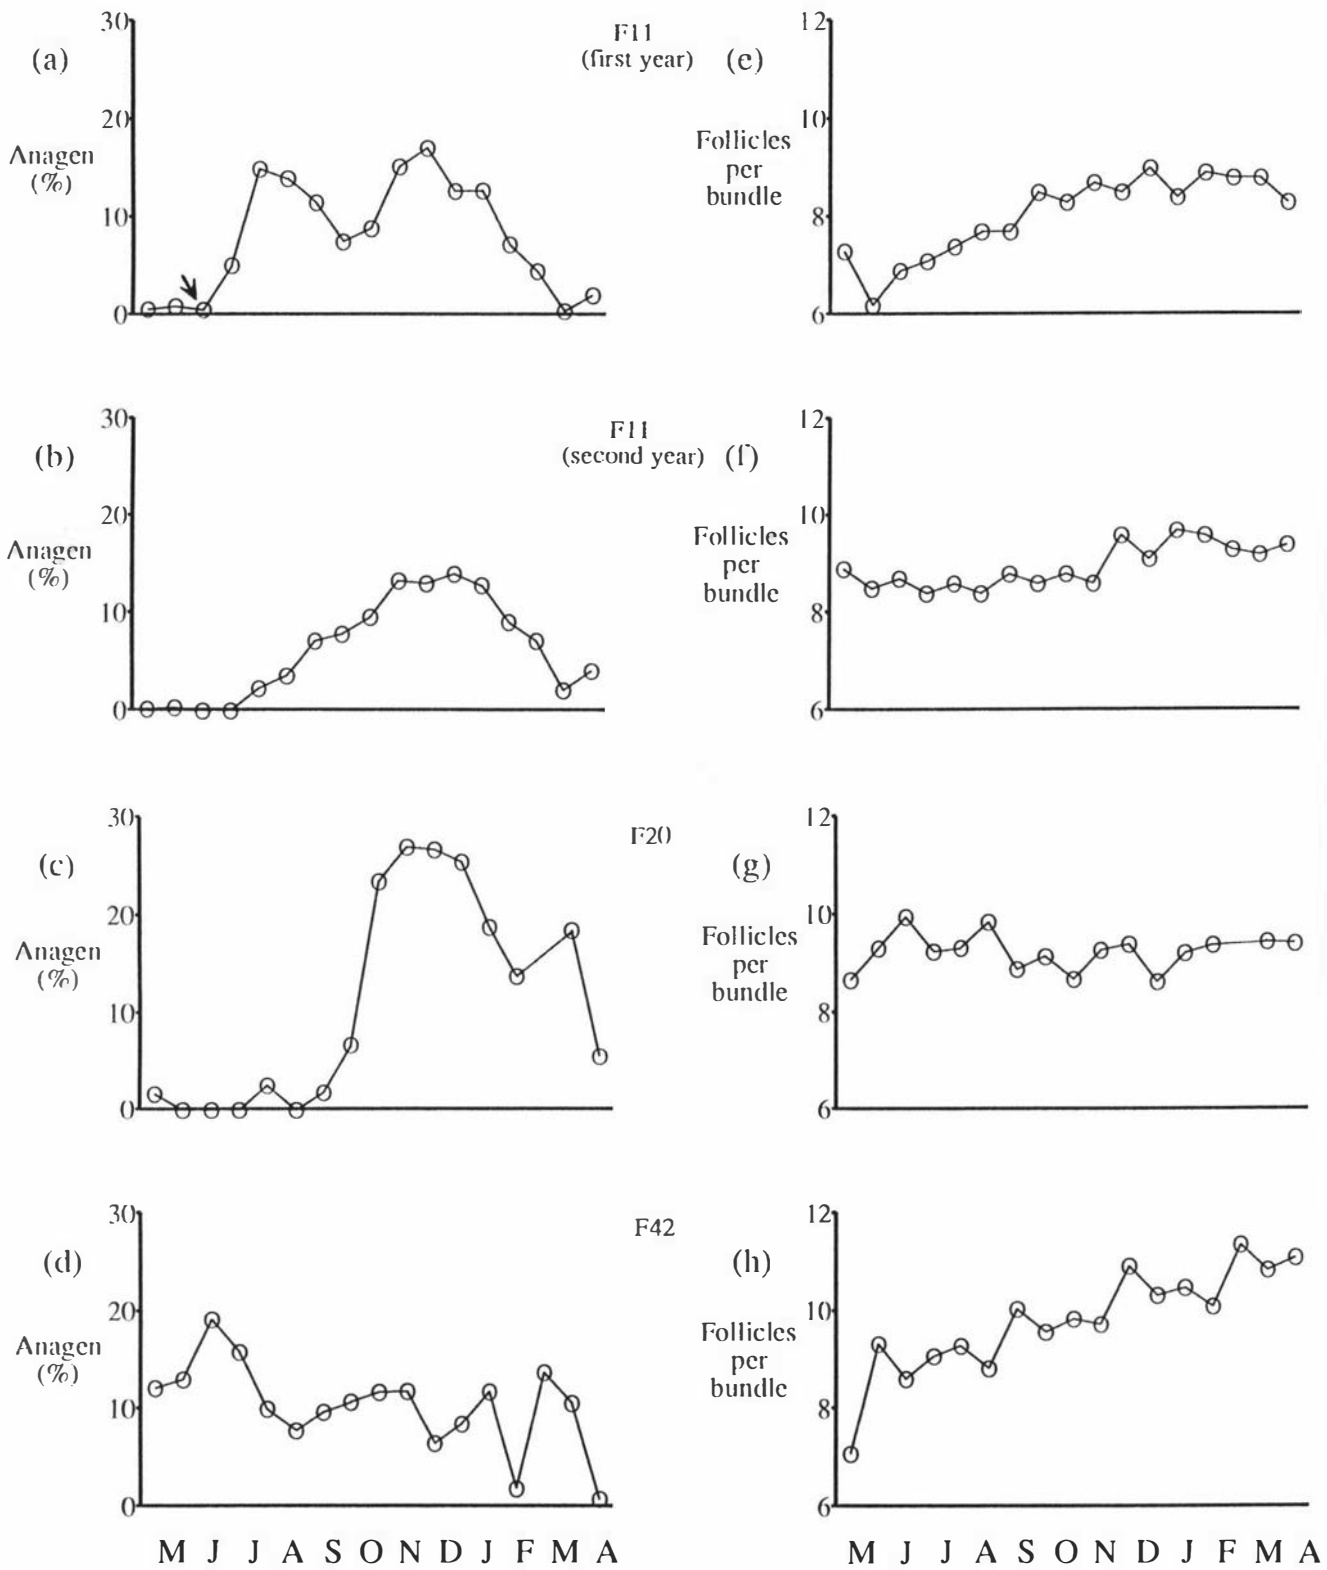 30
F11
(first year)
12
(a)
(e)
20
10
Anagen
(%)
Follicles
per
bundle
10
8
0
6
30
F11
(second year)
12
(b)
(f)
20
10
Anagen
(%)
Follicles
per
bundle
10
8
0
6
30
F20
12
(c)
(g)
20
10
Anagen
(%)
Follicles
per
bundle
10
8
0
6
30
F42
12
(d)
(h)
20
10
Anagen
(%)
Follicles
per
bundle
10
8
0
6
M J J A S O N D J F M A
M J J A S O N D J F M A